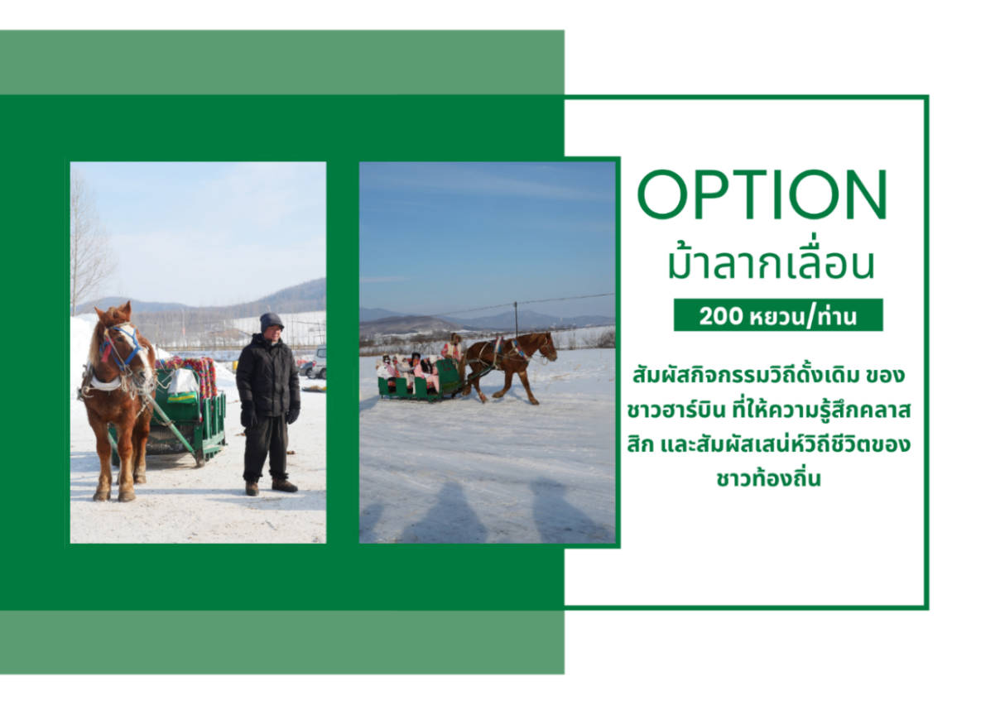 OPTION
ม้าลากเลื่อน
200 หยวน/ท่าน
สัมผัสกิจกรรมวิถีดั้งเดิม ของ
ชาวฮาร์บิน ที่ให้ความรู้สึกคลาส
สิก และสัมผัสเสน่ห์วิถีชีวิตของ
ชาวท้องถิ่น